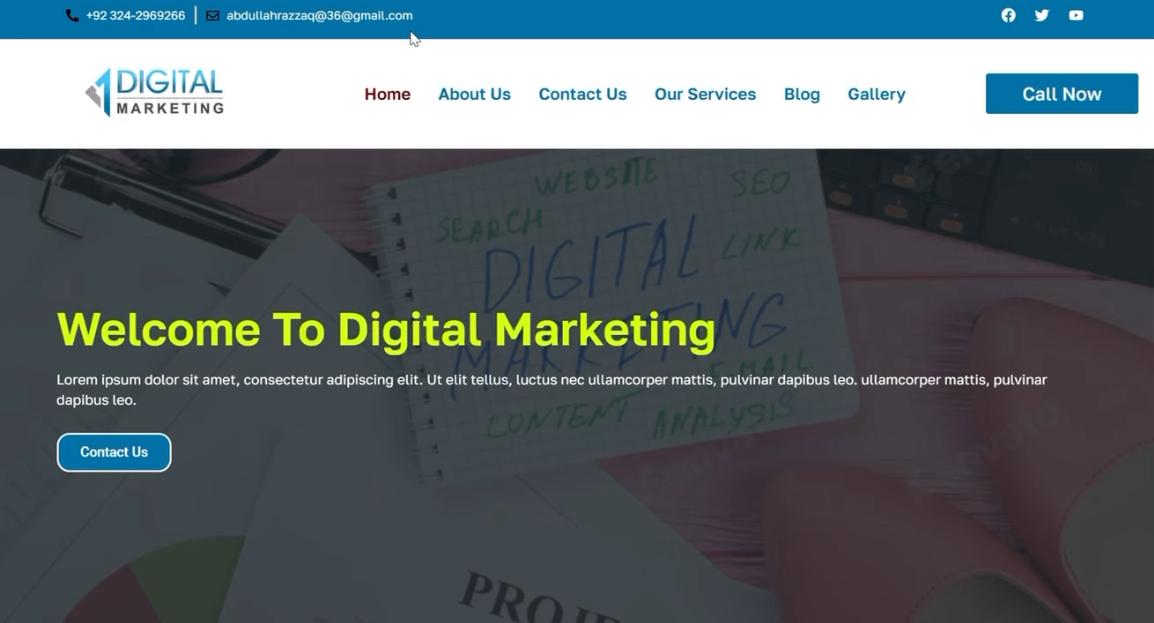 +92 324-2969266 abdullahrazzaq@36@gmail.com
DIGITAL
MARKETING
Home About Us Contact Us Our Services Blog Gallery
Call Now
WEBSITE
SEO
SEARCH
DIGITAL
LINK
MARKETING
Welcome To Digital Marketing
E-MAIL
Lorem ipsum dolor sit amet, consectetur adipiscing elit. Ut elit tellus, luctus nec ullamcorper mattis, pulvinar dapibus leo. ullamcorper mattis, pulvinar
dapibus leo.
CONTENT ANALYSIS
Contact Us